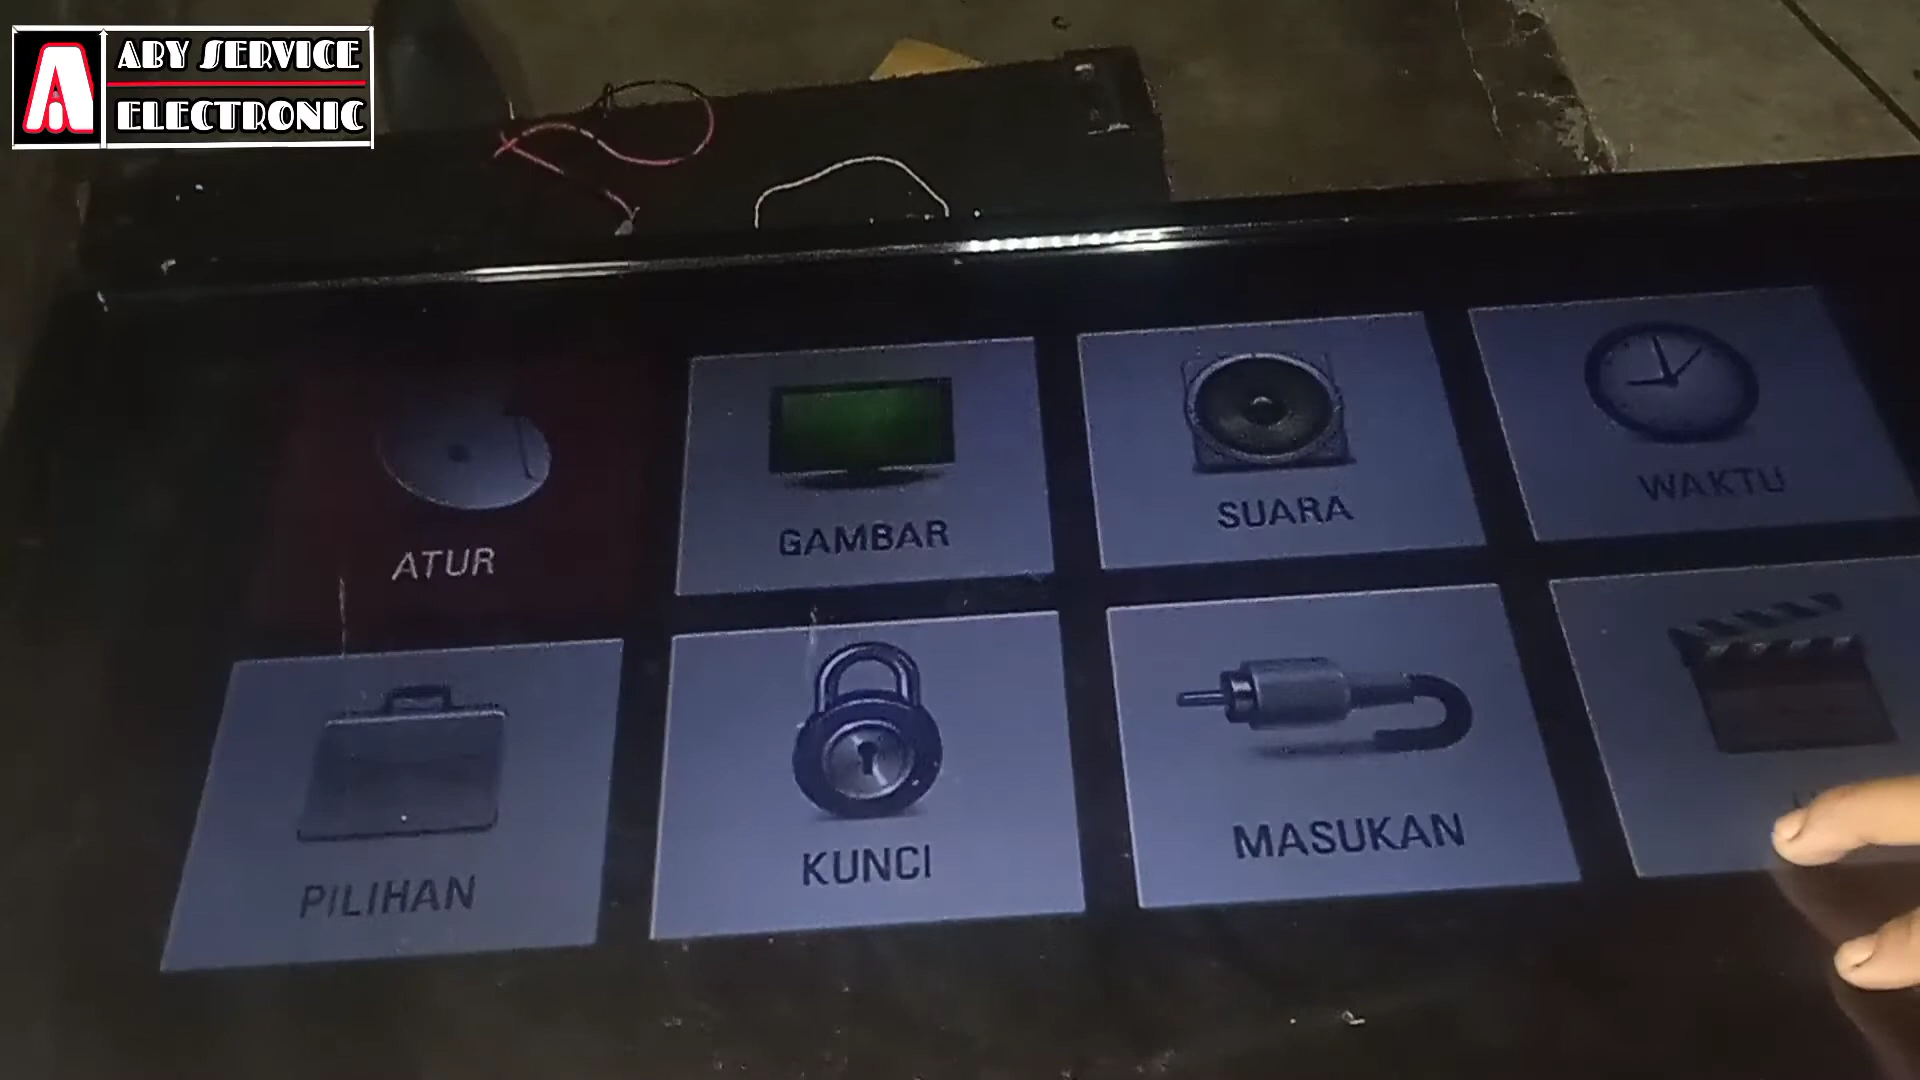 ABY SERVICE
ELECTRONIC
ATUR
GAMBAR
SUARA
WAKTU
PILIHAN
KUNCI
MASUKAN